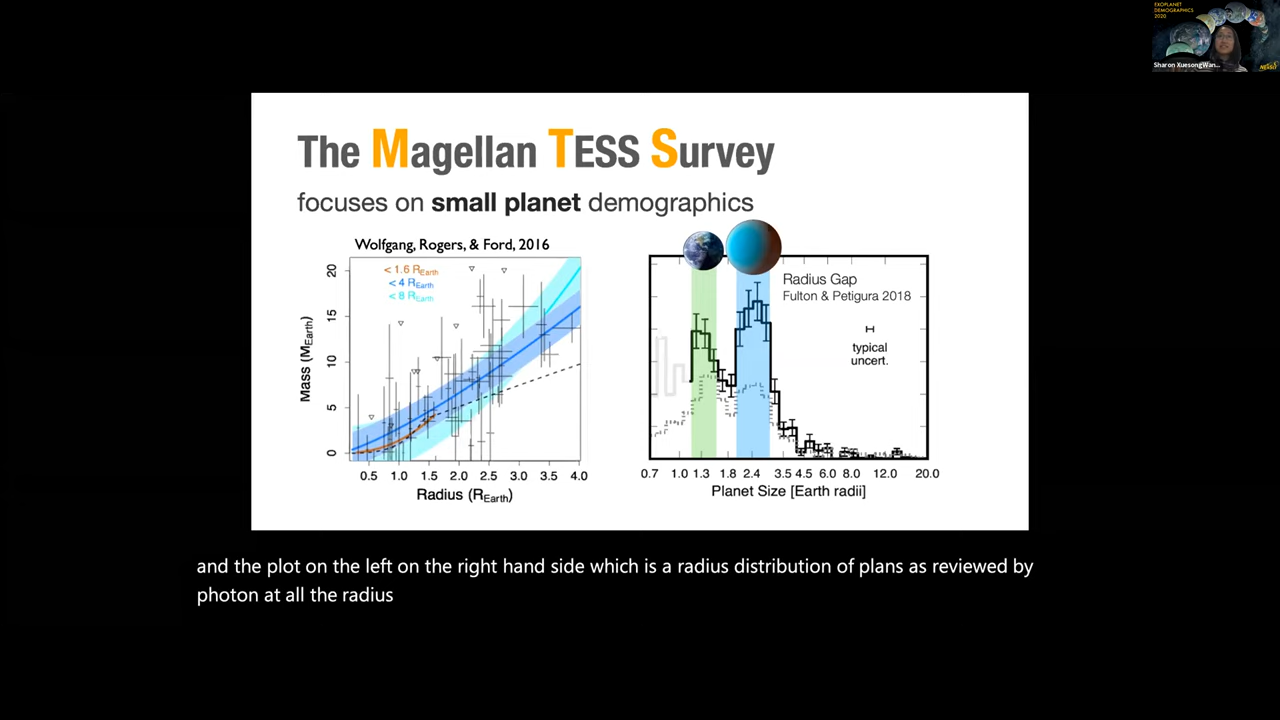 EXOPLANET
DEMOGRAPHICS
2020
Sharon XuesongWan...
The Magellan TESS Survey
focuses on small planet demographics
Wolfgang, Rogers, & Ford, 2016
< 1.6 REarth
< 4 REarth
< 8 REarth
20
15
10
5
0
Mass (MEarth)
0.5 1.0 1.5 2.0 2.5 3.0 3.5 4.0
Radius (REarth)
Radius Gap
Fulton & Petigura 2018
typical
uncert.
0.7 1.0 1.3 1.8 2.4 3.5 4.5 6.0 8.0 12.0 20.0
Planet Size [Earth radii]
and the plot on the left on the right hand side which is a radius distribution of plans as reviewed by
photon at all the radius